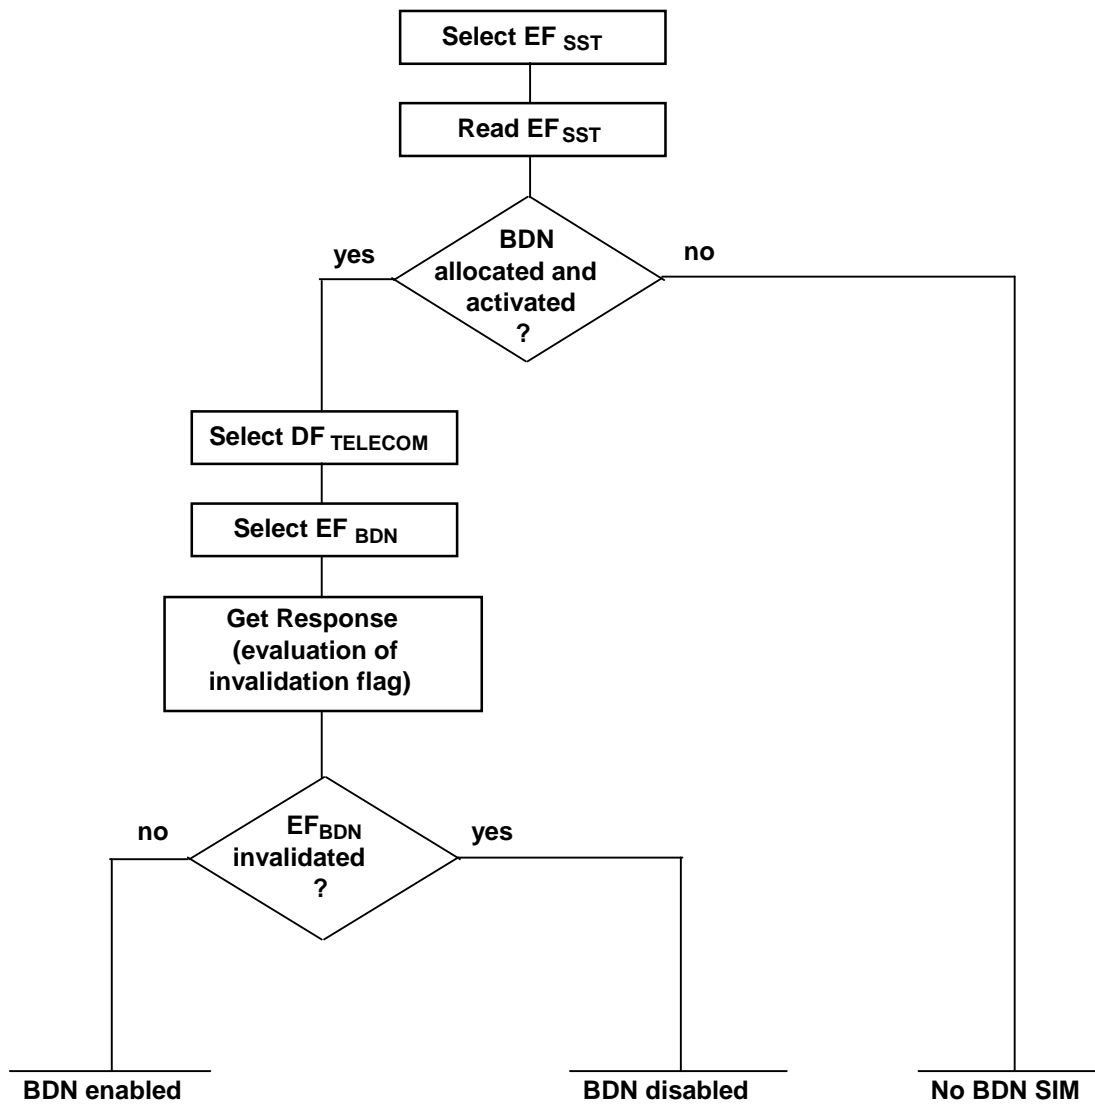 Select EF SST
Read EF SST
BDN
allocated and
activated
?
yes
no
Select DF TELECOM
Select EF BDN
Get Response
(evaluation of
invalidation flag)
EFBDN
invalidated
?
no
yes
BDN enabled
BDN disabled
No BDN SIM